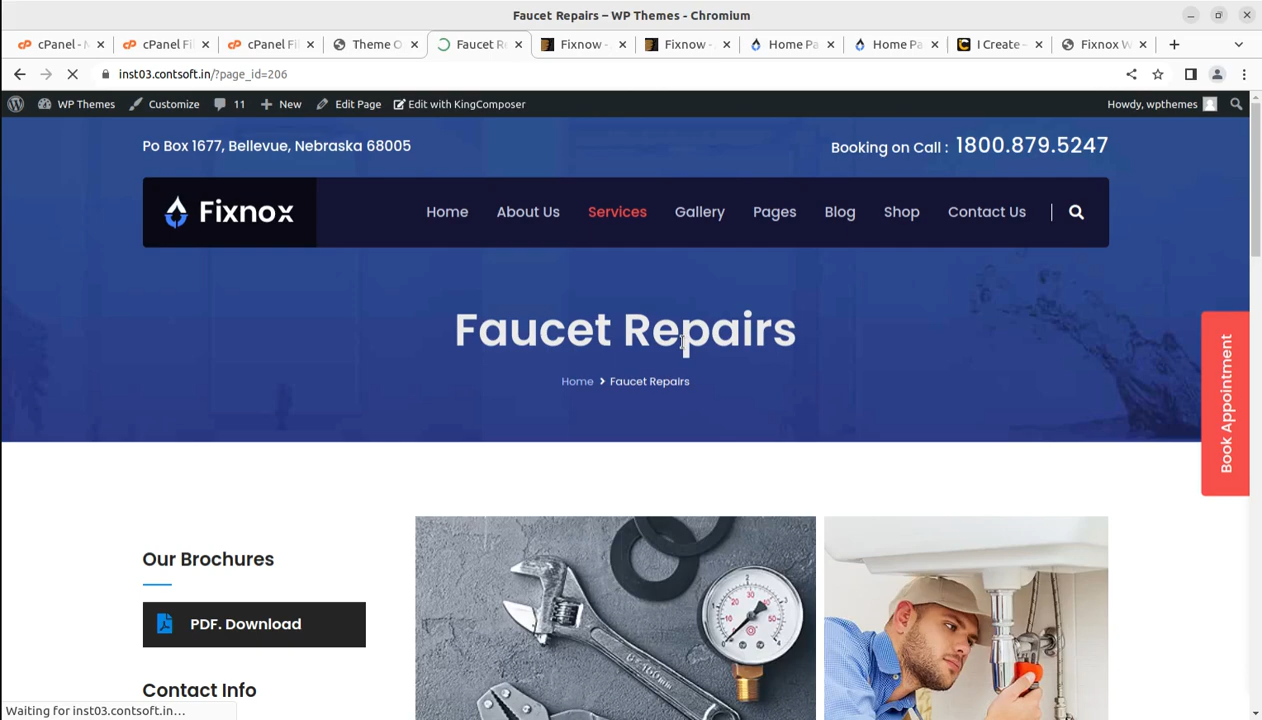 Faucet Repairs – WP Themes - Chromium
cPanel - M
cPanel Fi
cPanel Fi
Theme O
Faucet Re
Fixnow -
Fixnow -
Home Pa
Home Pa
I Create -
Fixnox W
inst03.contsoft.in/?page_id=206
WP Themes
Customize
11
New
Edit Page
Edit with KingComposer
Howdy, wpthemes
Po Box 1677, Bellevue, Nebraska 68005
Booking on Call : 1800.879.5247
Fixnox
Home
About Us
Services
Gallery
Pages
Blog
Shop
Contact Us
Faucet Repairs
Home
Faucet Repairs
Book Appointment
Our Brochures
PDF. Download
Contact Info
Waiting for inst03.contsoft.in...